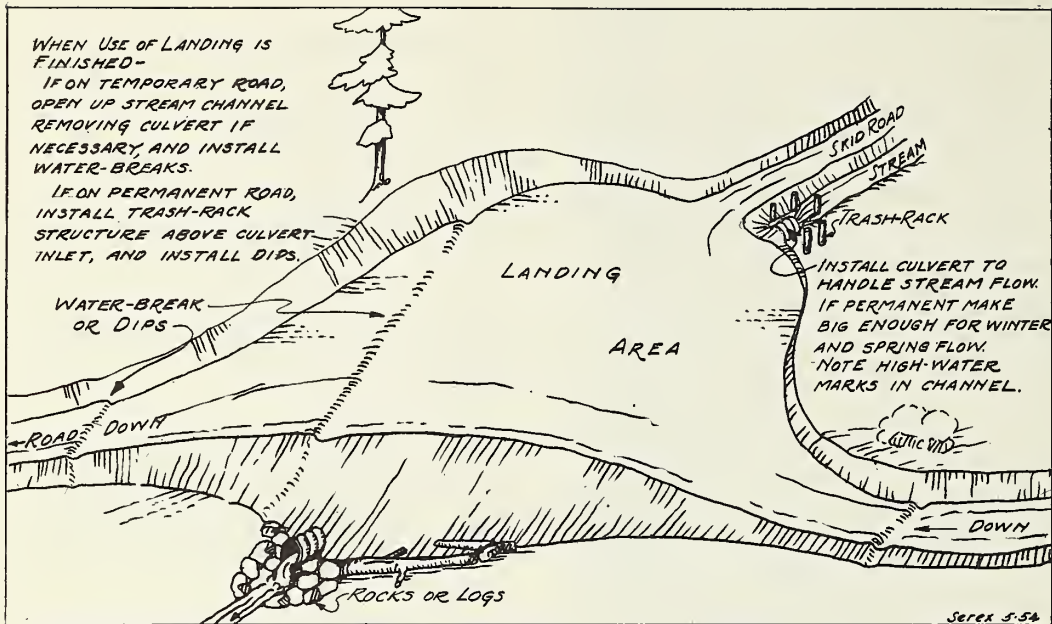 WHEN USE OF LANDING IS
FINISHED-
IF ON TEMPORARY ROAD,
OPEN UP STREAM CHANNEL
REMOVING CULVERT IF
NECESSARY, AND INSTALL
WATER-BREAKS.
IF ON PERMANENT ROAD,
INSTALL TRASH-RACK
STRUCTURE ABOVE CULVERT
INLET, AND INSTALL DIPS.
WATER-BREAK
OR DIPS
SKID ROAD
STREAM
TRASH-RACK
LANDING
AREA
INSTALL CULVERT TO
HANDLE STREAM FLOW.
IF PERMANENT MAKE
BIG ENOUGH FOR WINTER
AND SPRING FLOW.
NOTE HIGH-WATER
MARKS IN CHANNEL.
ROAD DOWN
DOWN
ROCKS OR LOGS
Serex 5-54